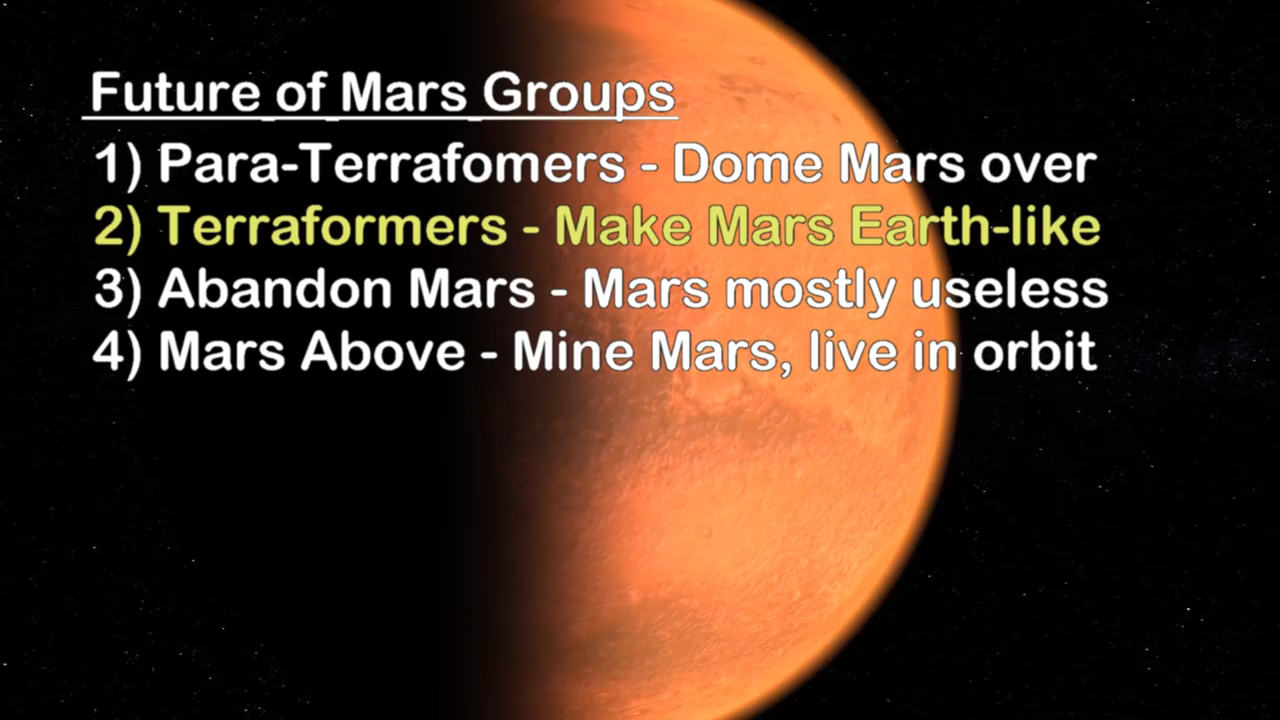 Future of Mars Groups
1) Para-Terrafomers - Dome Mars over
2) Terraformers - Make Mars Earth-like
3) Abandon Mars - Mars mostly useless
4) Mars Above - Mine Mars, live in orbit